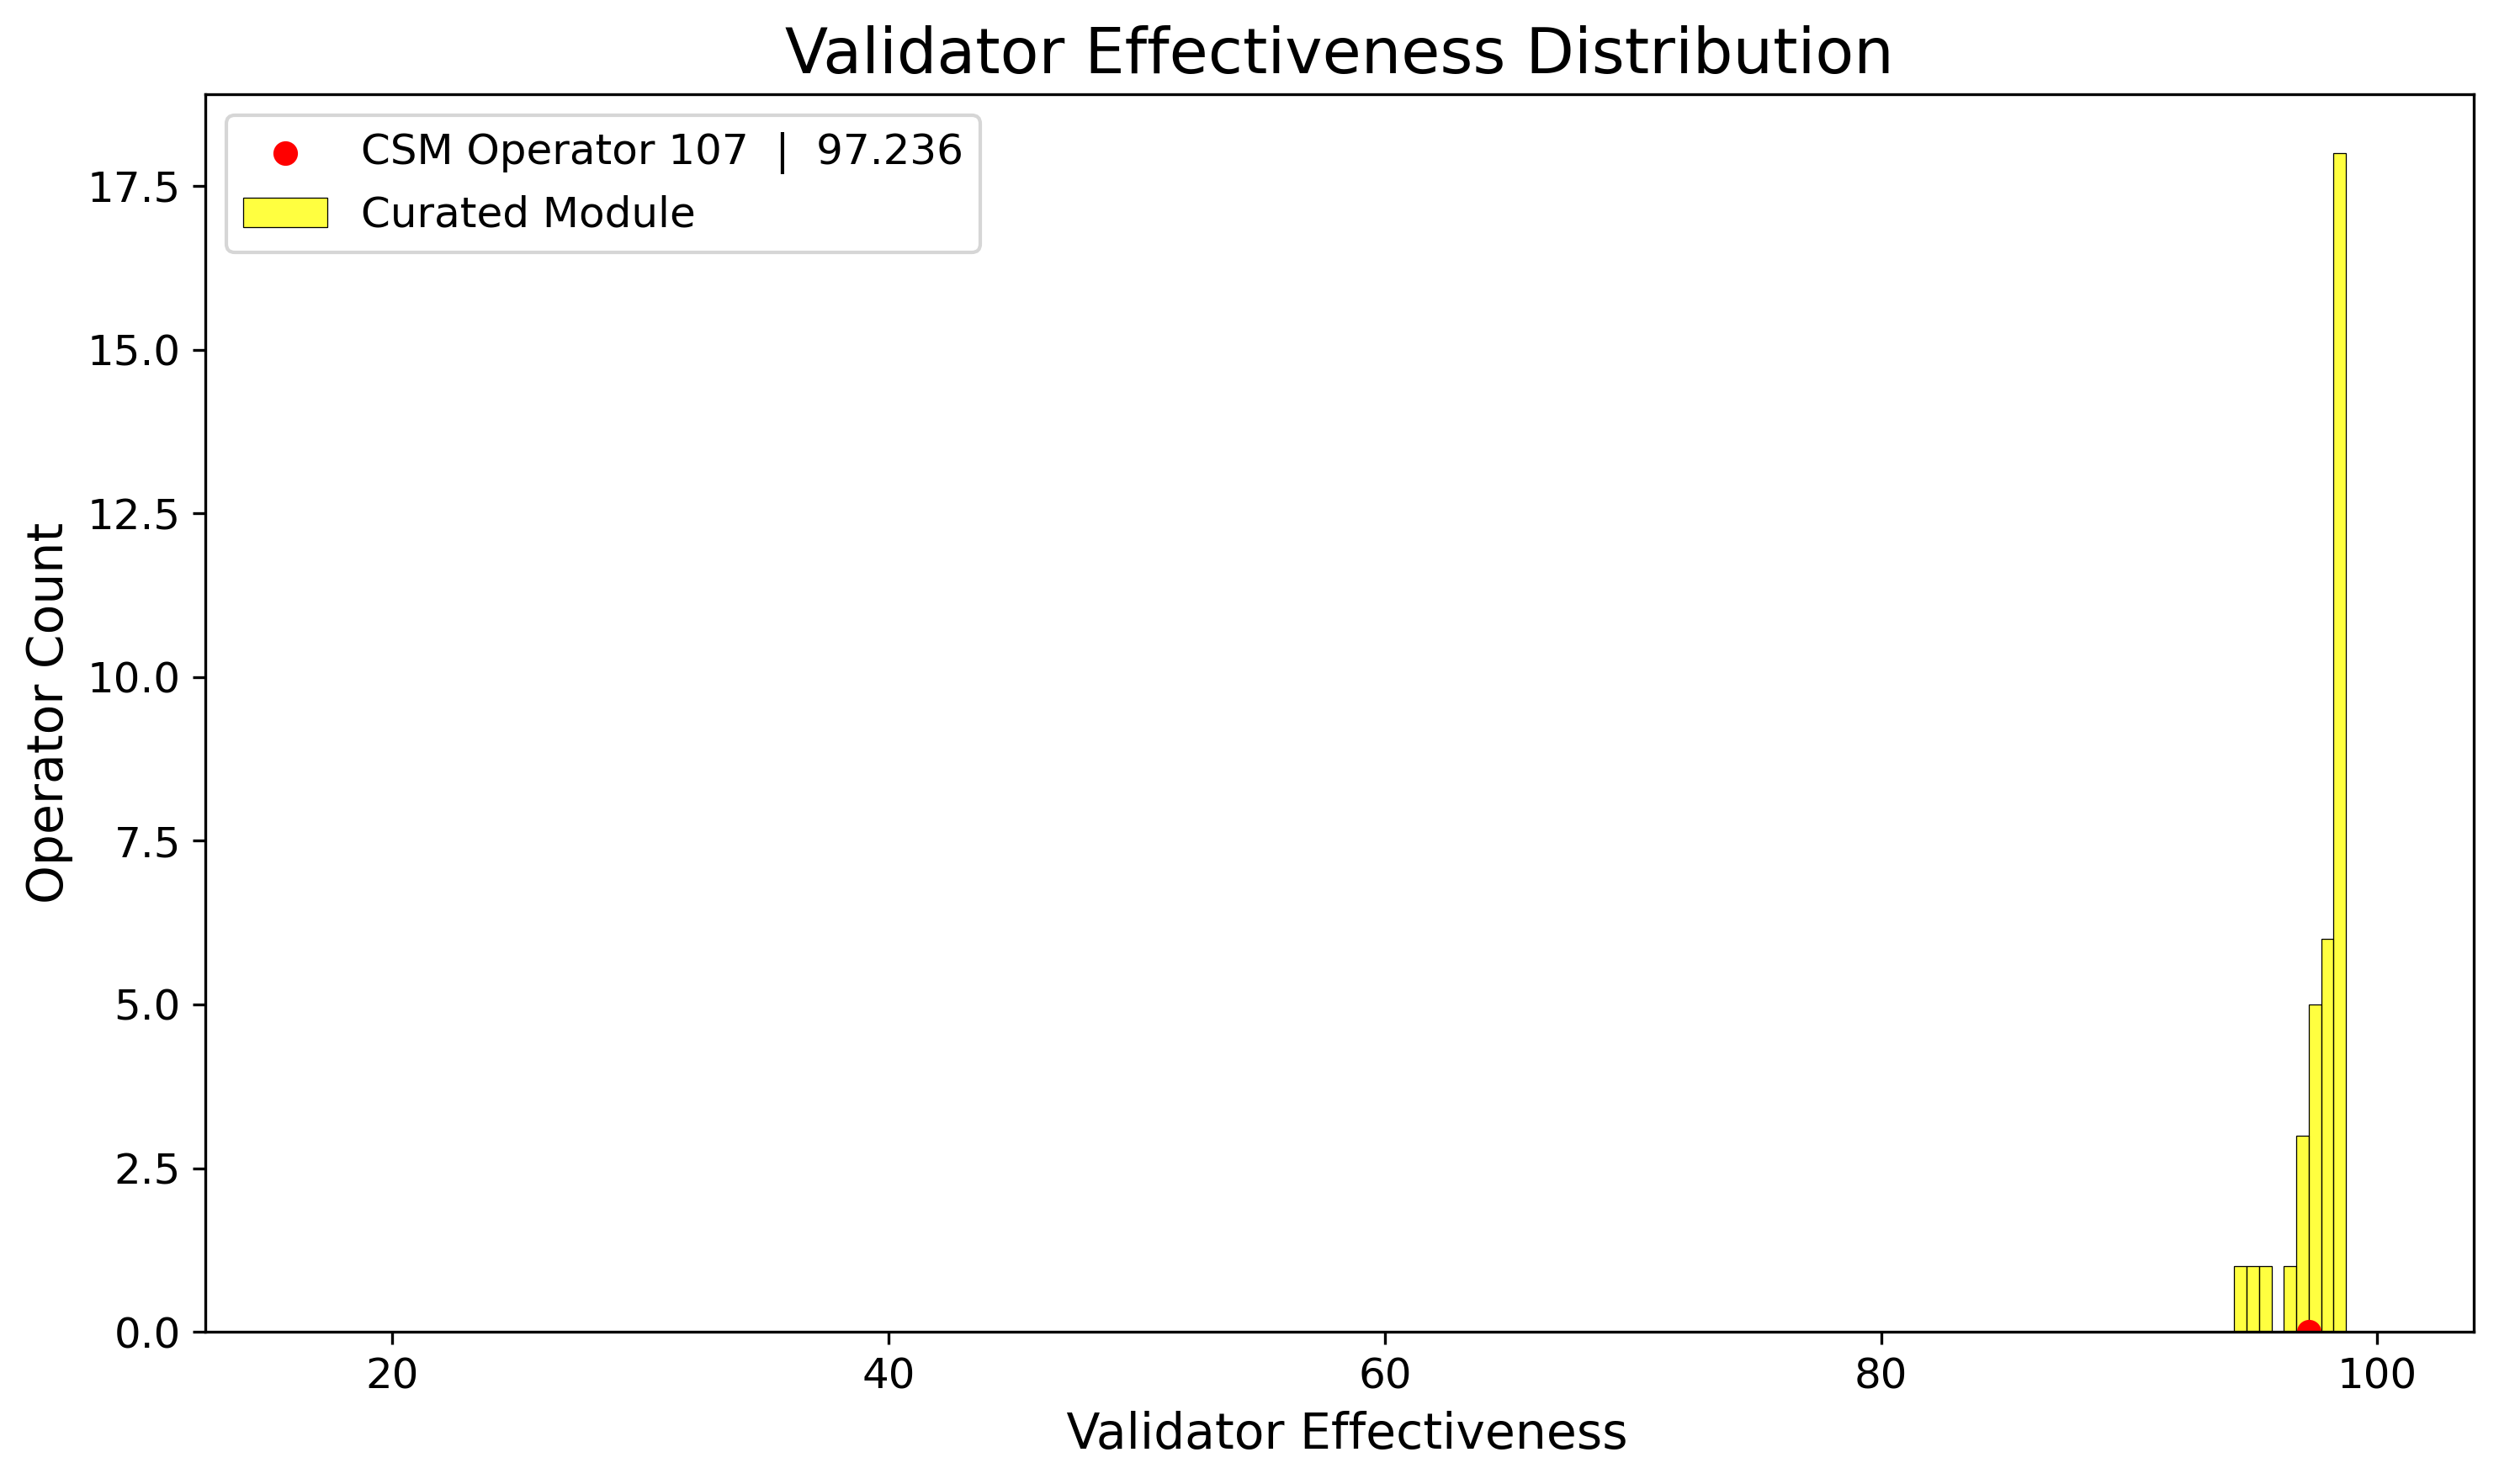 Validator Effectiveness Distribution
CSM Operator 107 | 97.236
Curated Module
17.5
15.0
12.5
10.0
7.5
5.0
2.5
0.0
Operator Count
20 40 60 80 100
Validator Effectiveness